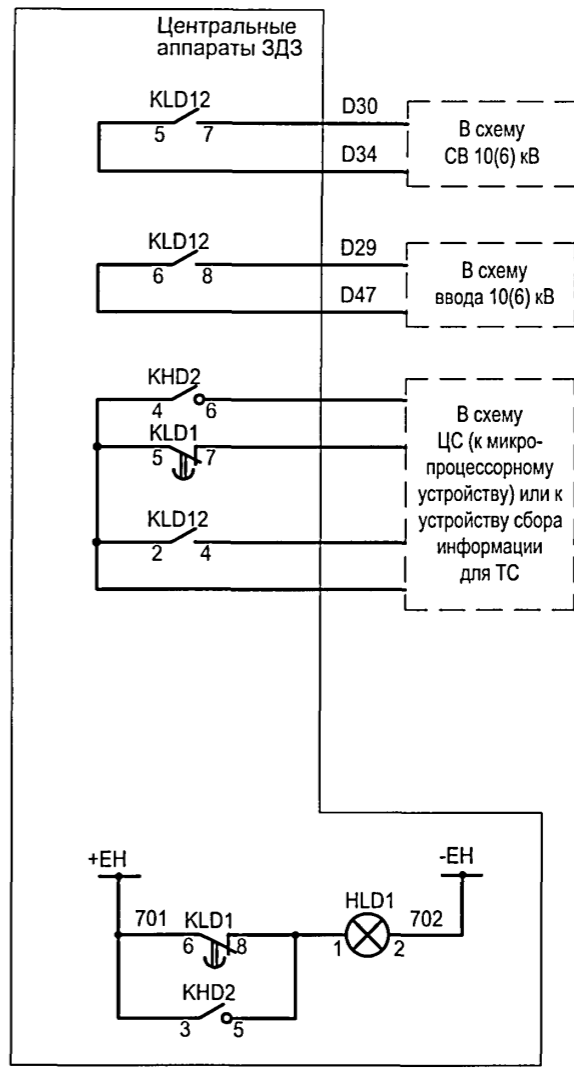 Центральные
аппараты ЗДЗ
KLD12
5 7
D30
D34
В схему
СВ 10(6) кВ
KLD12
6 8
D29
D47
В схему
ввода 10(6) кВ
KHD2
4 6
KLD1
5 7
KLD12
2 4
В схему
ЦС (к микро-
процессорному
устройству) или к
устройству сбора
информации
для ТС
+EH
-EH
701
KLD1
6 8
HLD1
1 2
702
KHD2
3 5